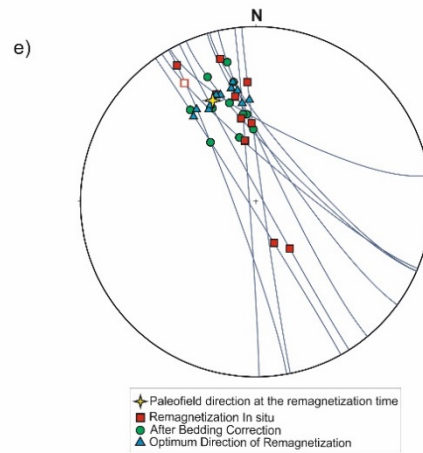 N
e)
Paleofield direction at the remagnetization time
Remagnetization In situ
After Bedding Correction
Optimum Direction of Remagnetization